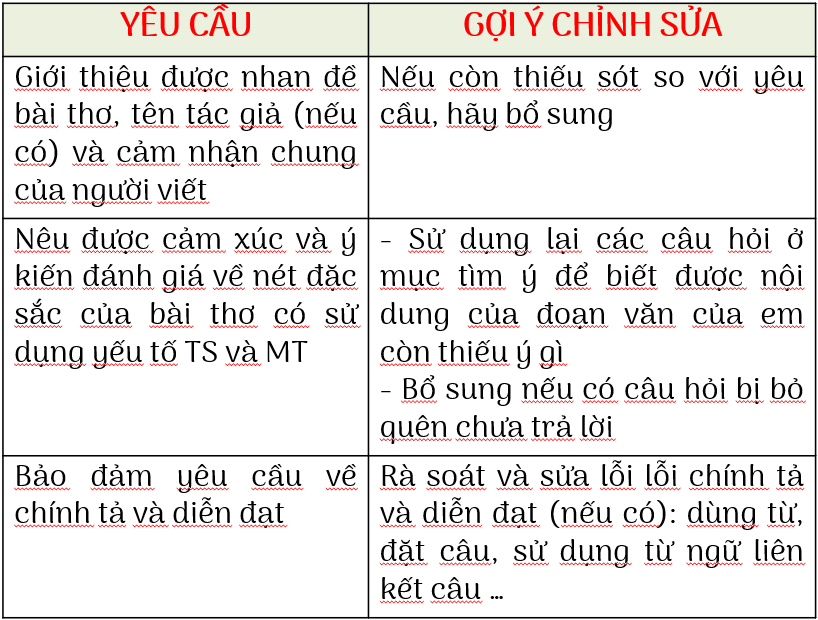 YÊU CẦU
GỢI Ý CHỈNH SỬA
Giới thiệu được nhan đề
bài thơ, tên tác giả (nếu
có) và cảm nhận chung
của người viết
Nếu còn thiếu sót so với yêu
cầu, hãy bổ sung
Nêu được cảm xúc và ý
kiến đánh giá về nét đặc
sắc của bài thơ có sử
dụng yếu tố TS và MT
- Sử dụng lại các câu hỏi ở
mục tìm ý để biết được nội
dung của đoạn văn của em
còn thiếu ý gì
- Bổ sung nếu có câu hỏi bị bỏ
quên chưa trả lời
Bảo đảm yêu cầu về
chính tả và diễn đạt
Rà soát và sửa lỗi lỗi chính tả
và diễn đạt (nếu có): dùng từ,
đặt câu, sử dụng từ ngữ liên
kết câu ...